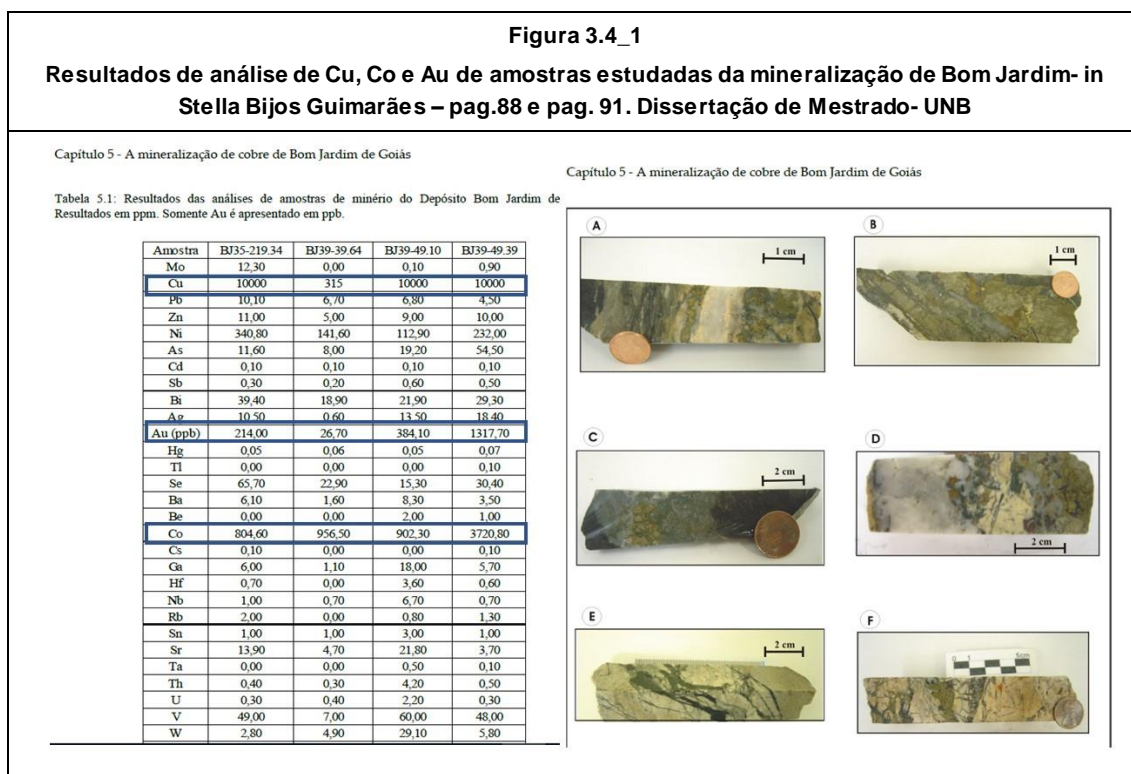 Figura 3.4_1
Resultados de análise de Cu, Co e Au de amostras estudadas da mineralização de Bom Jardim- in
Stella Bijos Guimarães – pag.88 e pag. 91. Dissertação de Mestrado- UNB
Capítulo 5 - A mineralização de cobre de Bom Jardim de Goiás
Tabela 5.1: Resultados das análises de amostras de minério do Depósito Bom Jardim de
Resultados em ppm. Somente Au é apresentado em ppb.
Amostra BJ35-219.34 BJ39-39.64 BJ39-49.10 BJ39-49.39
Mo 12,30 0,00 0,10 0,90
Cu 10000 315 10000 10000
Pb 10,10 6,70 6,80 4,50
Zn 11,00 5,00 9,00 10,00
Ni 340,80 141,60 112,90 232,00
As 11,60 8,00 19,20 54,50
Cd 0,10 0,10 0,10 0,10
Sb 0,30 0,20 0,60 0,50
Bi 39,40 18,90 21,90 29,30
Ag 10,50 0,60 13,50 18,40
Au (ppb) 214,00 26,70 384,10 1317,70
Hg 0,05 0,06 0,05 0,07
Tl 0,00 0,00 0,00 0,10
Se 65,70 22,90 15,30 30,40
Ba 6,10 1,60 8,30 3,50
Be 0,00 0,00 2,00 1,00
Co 804,60 956,50 902,30 3720,80
Cs 0,10 0,00 0,00 0,10
Ga 6,00 1,10 18,00 5,70
Hf 0,70 0,00 3,60 0,60
Nb 1,00 0,70 6,70 0,70
Rb 2,00 0,00 0,80 1,30
Sn 1,00 1,00 3,00 1,00
Sr 13,90 4,70 21,80 3,70
Ta 0,00 0,00 0,50 0,10
Th 0,40 0,30 4,20 0,50
U 0,30 0,40 2,20 0,30
V 49,00 7,00 60,00 48,00
W 2,80 4,90 29,10 5,80
Capítulo 5 - A mineralização de cobre de Bom Jardim de Goiás
A
1 cm
B
1 cm
C
2 cm
D
2 cm
E
2 cm
F
0 1 5cm